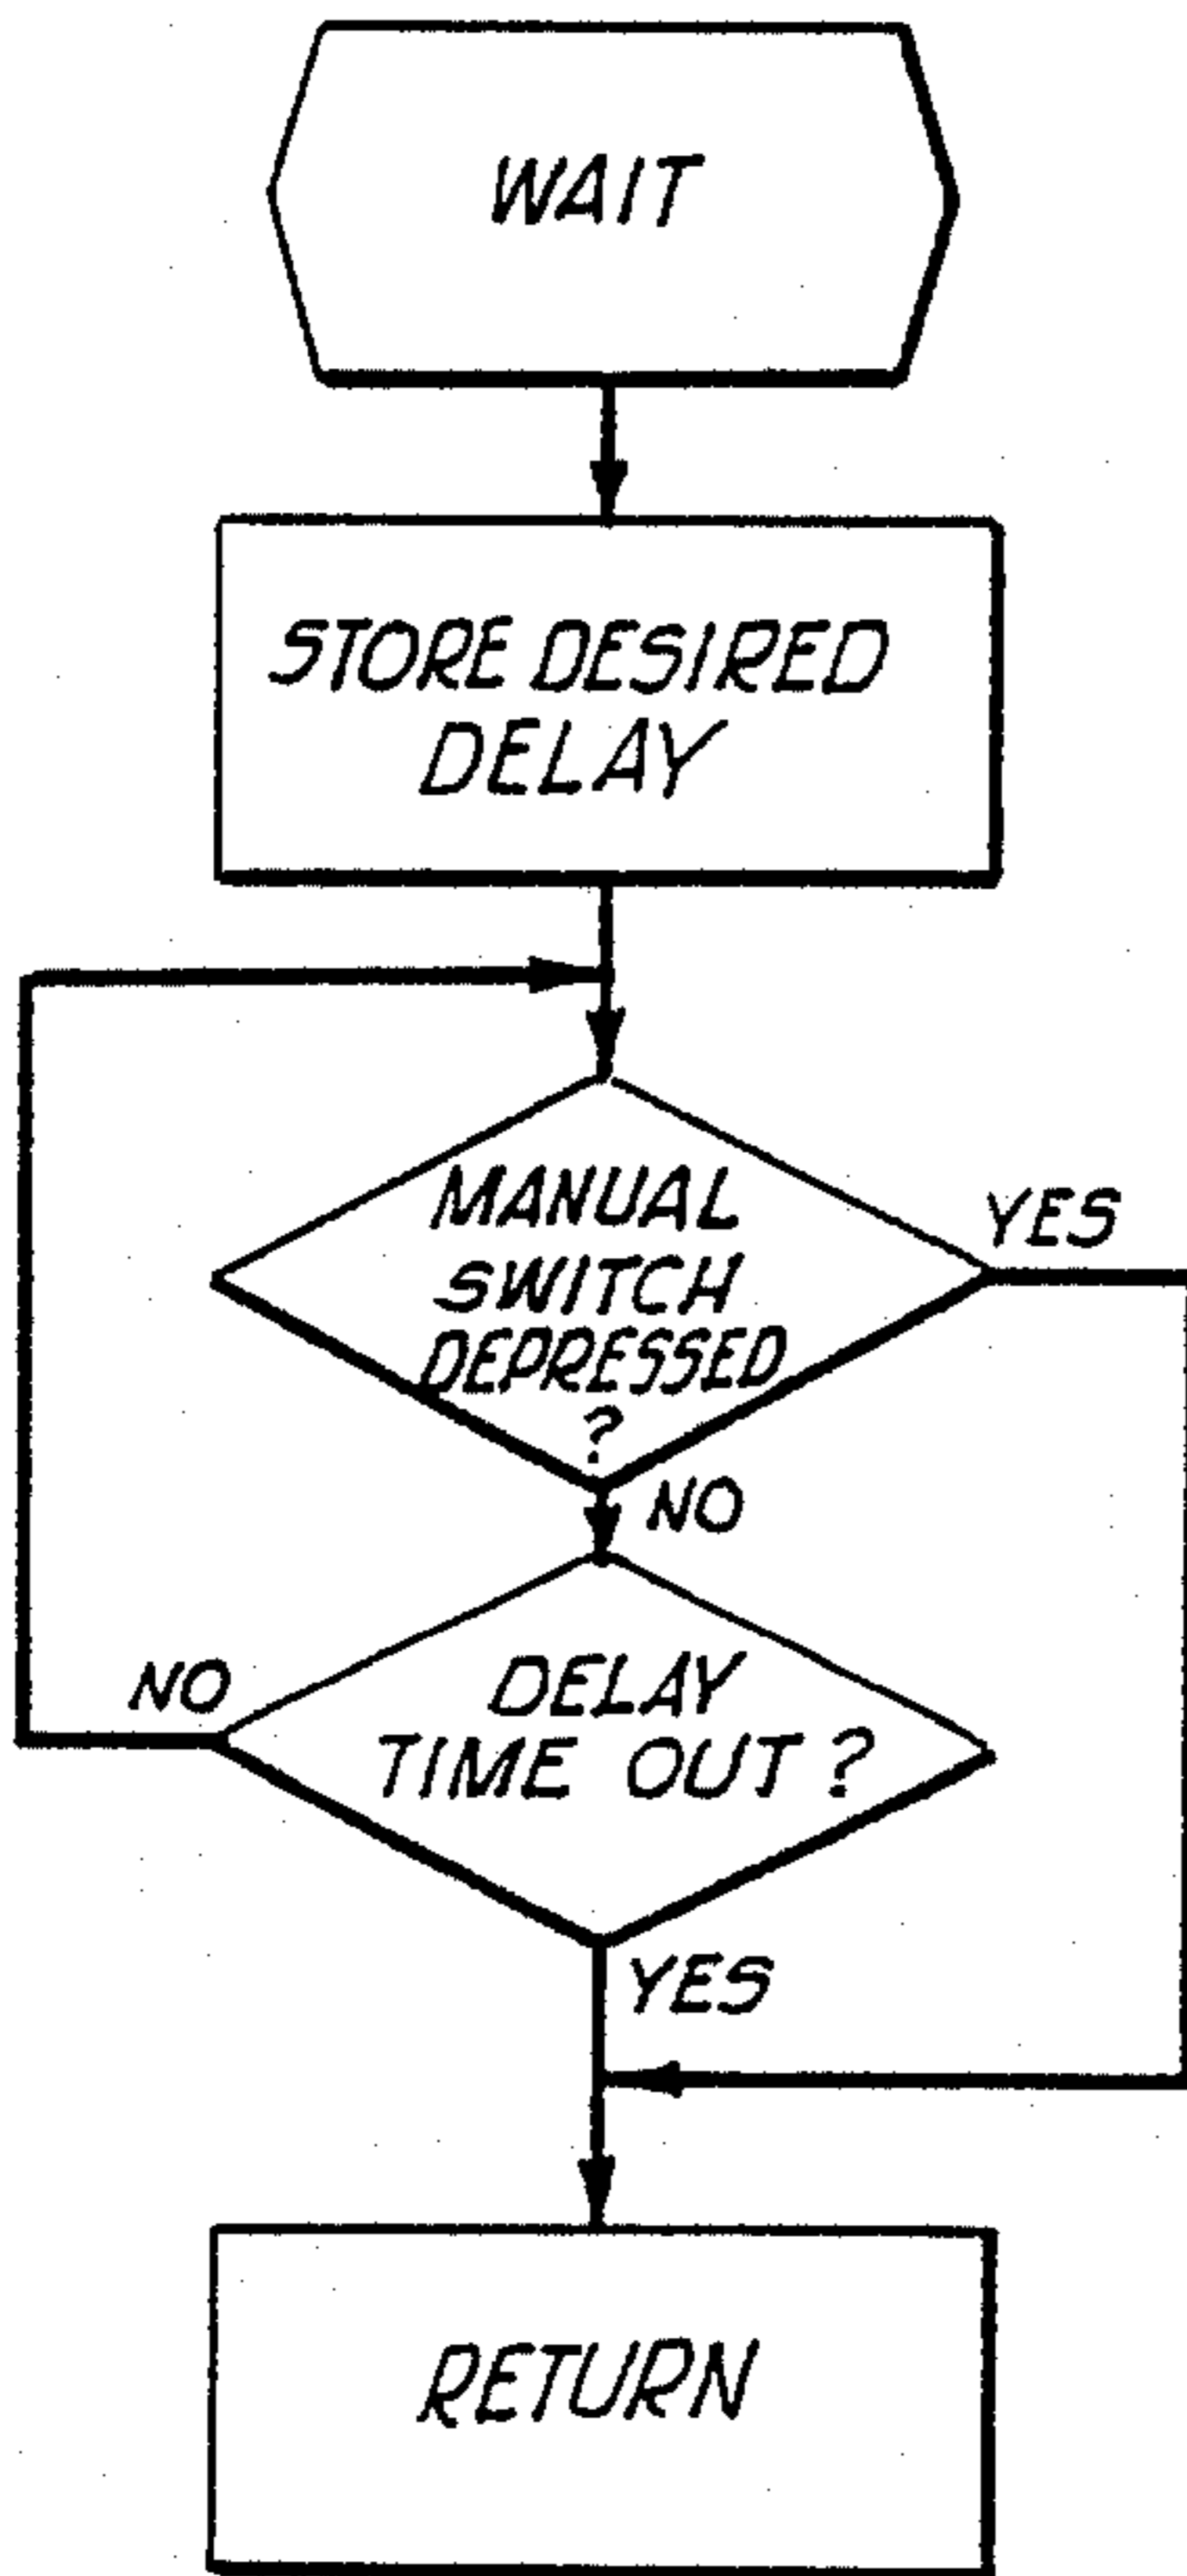 WAIT
STORE DESIRED
DELAY
MANUAL
SWITCH
DEPRESSED
?
YES
NO
DELAY
TIME OUT ?
NO
YES
RETURN